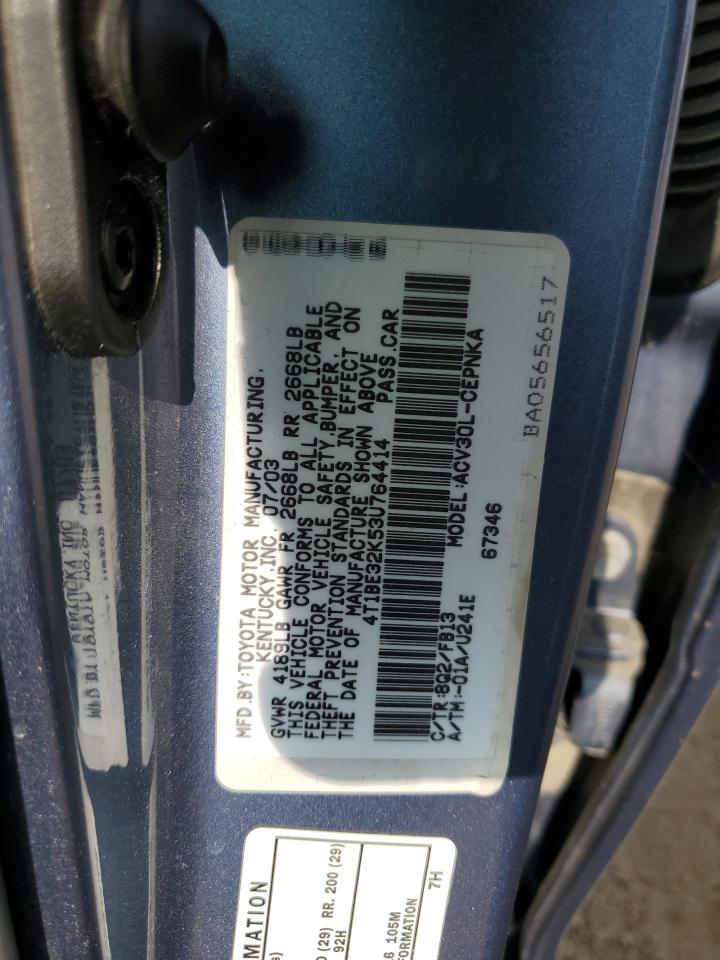 MFD.BY:TOYOTA MOTOR MANUFACTURING,
KENTUCKY,INC. 07/03
GVWR 4189LB GAWR FR 2668LB RR 2668LB
THIS VEHICLE CONFORMS TO ALL APPLICABLE
FEDERAL MOTOR VEHICLE SAFETY,BUMPER, AND
THEFT PREVENTION STANDARDS IN EFFECT ON
THE DATE OF MANUFACTURE SHOWN ABOVE
4T1BE32K53U764414 PASS.CAR
C/TR:8Q2/FB13 MODEL:ACV30L-CEPNKA
A/TM:-01A/U241E 67346
BA05656517
MATION
(29) RR. 200 (29)
92H
105M
FORMATION
7H